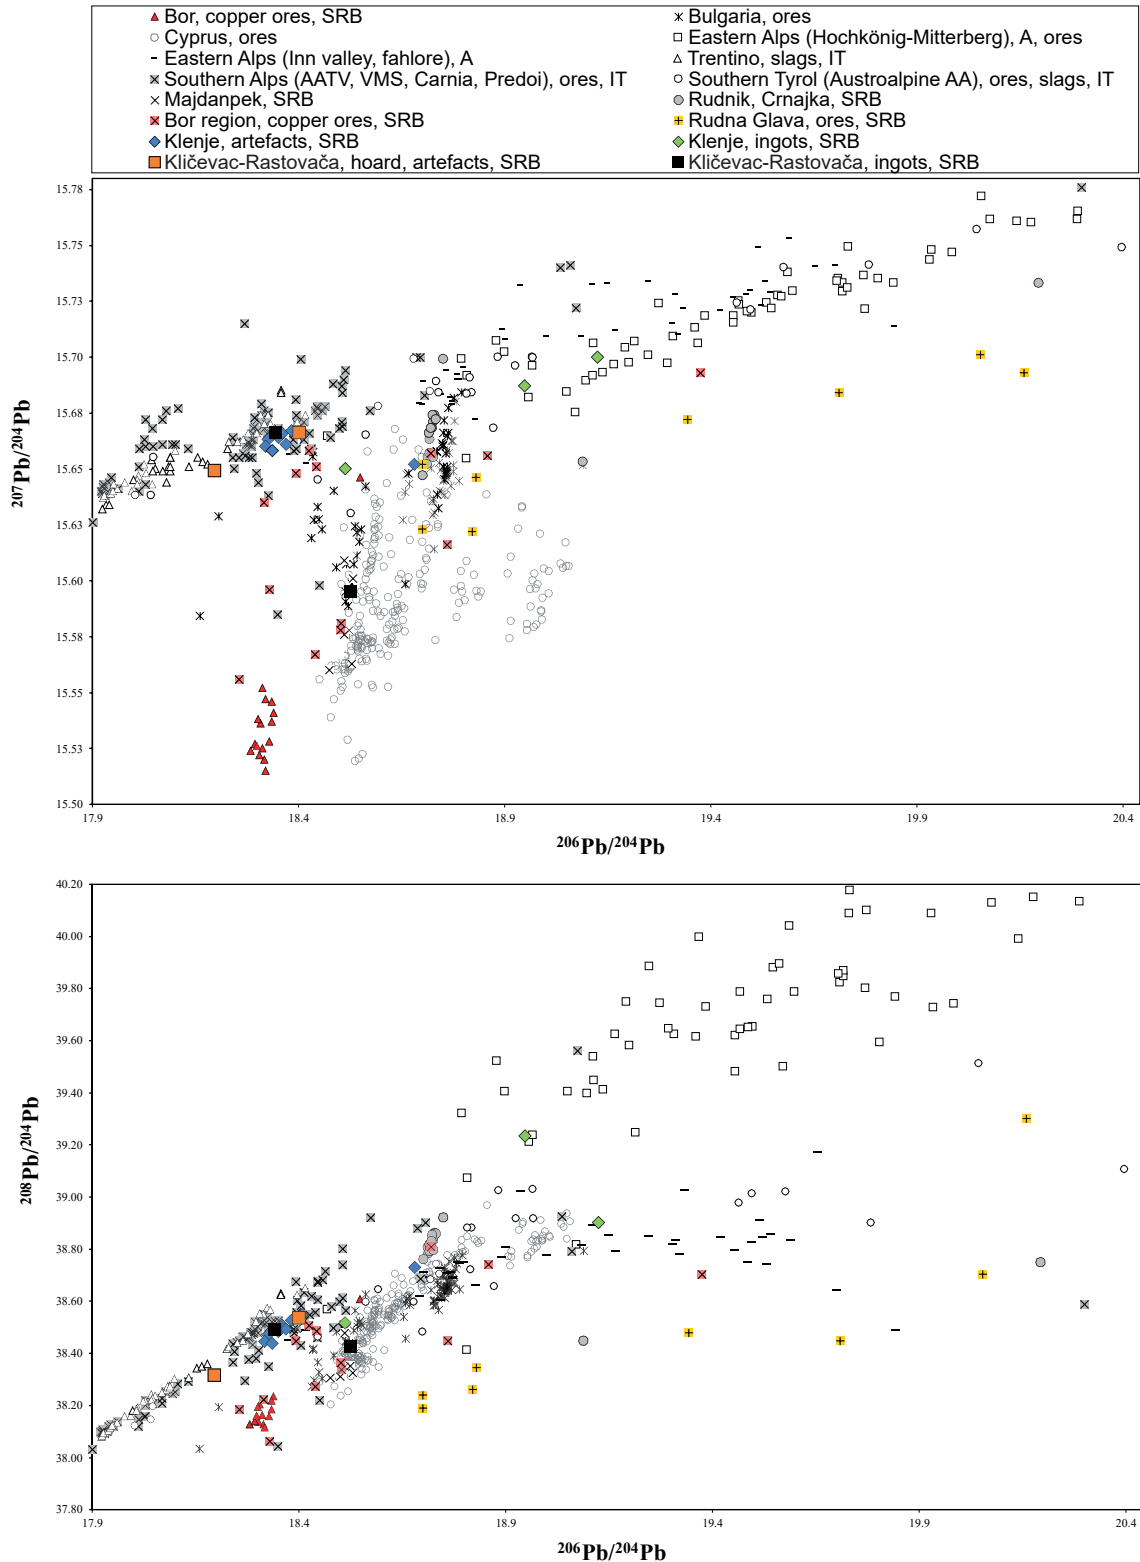 Bor, copper ores, SRB
Bulgaria, ores
Cyprus, ores
Eastern Alps (Hochkönig-Mitterberg), A, ores
Eastern Alps (Inn valley, fahlore), A
Trentino, slags, IT
Southern Alps (AATV, VMS, Carnia, Predoi), ores, IT
Southern Tyrol (Austroalpine AA), ores, slags, IT
Majdanpek, SRB
Rudnik, Crnajka, SRB
Bor region, copper ores, SRB
Rudna Glava, ores, SRB
Klenje, artefacts, SRB
Klenje, ingots, SRB
Kličevac-Rastovača, hoard, artefacts, SRB
Kličevac-Rastovača, ingots, SRB
15.78
15.75
15.73
15.70
15.68
15.65
15.63
15.60
15.58
15.55
15.53
15.50
²⁰⁷Pb/²⁰⁴Pb
17.9 18.4 18.9 19.4 19.9 20.4
²⁰⁶Pb/²⁰⁴Pb
40.20
40.00
39.80
39.60
39.40
39.20
39.00
38.80
38.60
38.40
38.20
38.00
37.80
²⁰⁸Pb/²⁰⁴Pb
17.9 18.4 18.9 19.4 19.9 20.4
²⁰⁶Pb/²⁰⁴Pb